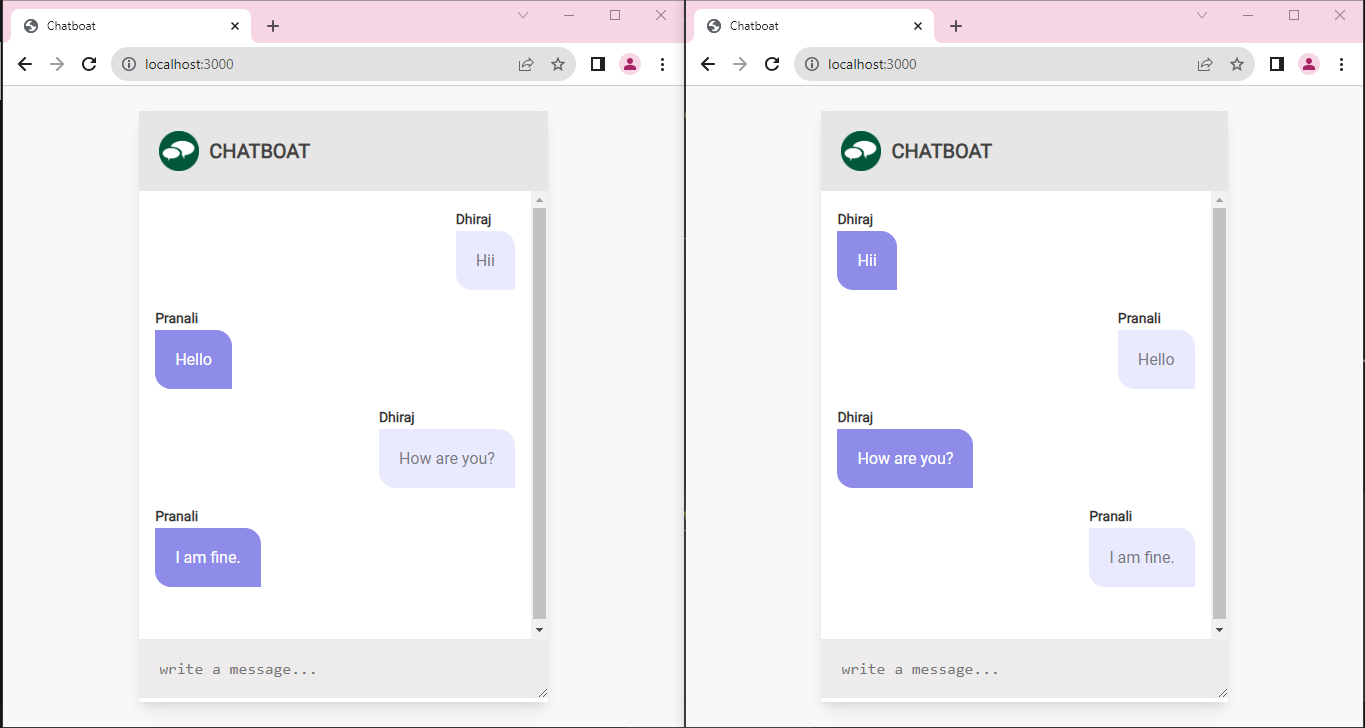 Chatboat
localhost:3000
CHATBOAT
Dhiraj
Hii
Pranali
Hello
Dhiraj
How are you?
Pranali
I am fine.
write a message...
Chatboat
localhost:3000
CHATBOAT
Dhiraj
Hii
Pranali
Hello
Dhiraj
How are you?
Pranali
I am fine.
write a message...